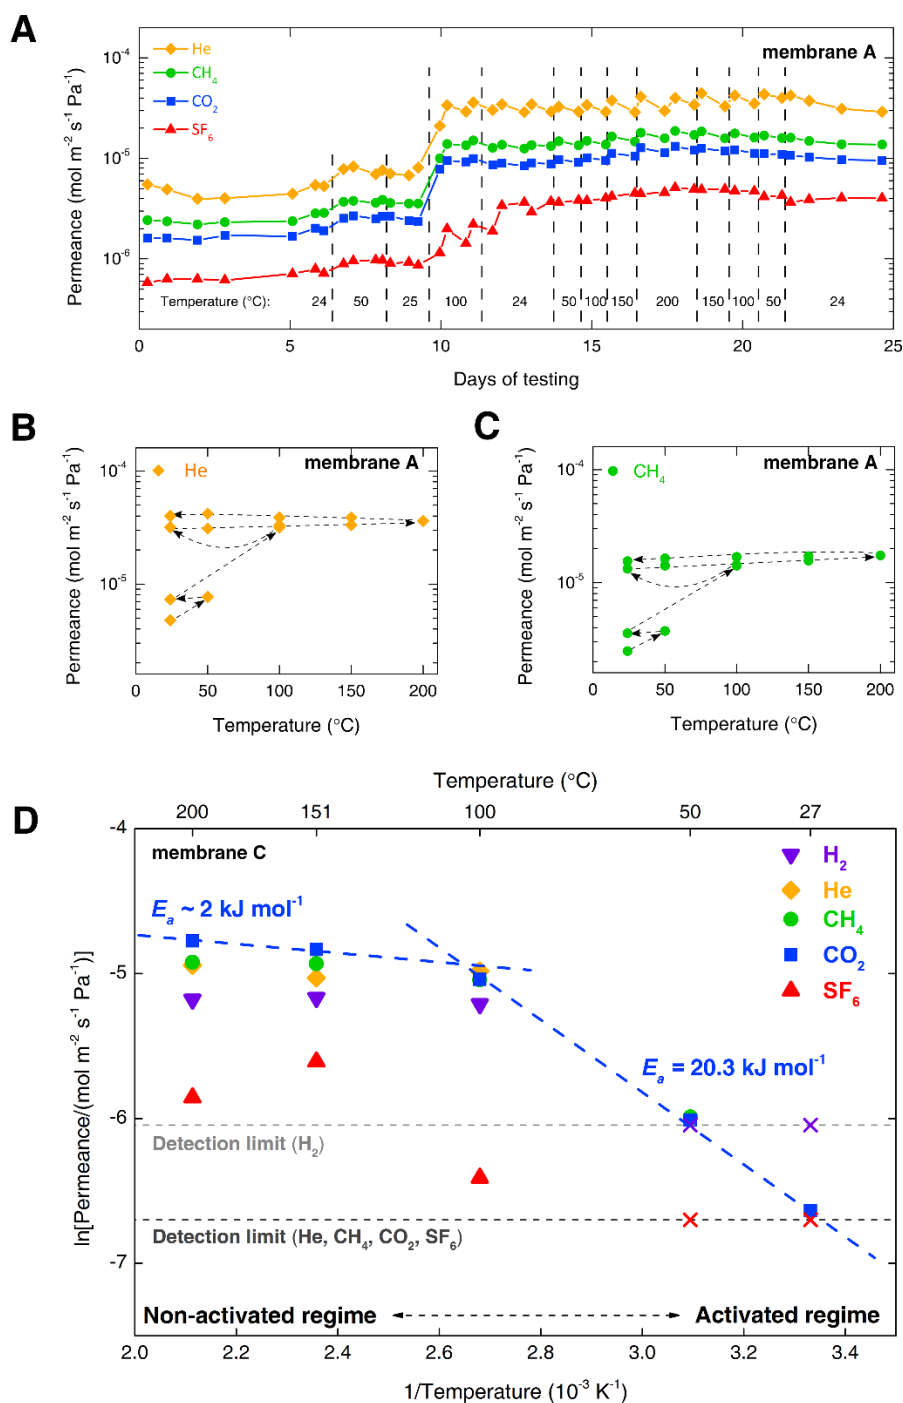 A
He
CH4
CO2
SF6
membrane A
Permeance (mol m-2 s-1 Pa-1)
10-4
10-5
10-6
Temperature (°C): 24 50 25 100 24 50 100 150 200 150 100 50 24
0 5 10 15 20 25
Days of testing
B
He
membrane A
Permeance (mol m-2 s-1 Pa-1)
10-4
10-5
0 50 100 150 200
Temperature (°C)
C
CH4
membrane A
Permeance (mol m-2 s-1 Pa-1)
10-4
10-5
0 50 100 150 200
Temperature (°C)
D
Temperature (°C)
200 151 100 50 27
membrane C
H2
He
CH4
CO2
SF6
Ea ~ 2 kJ mol-1
Ea = 20.3 kJ mol-1
ln[Permeance/(mol m-2 s-1 Pa-1)]
-4
-5
-6
-7
Detection limit (H2)
Detection limit (He, CH4, CO2, SF6)
Non-activated regime
Activated regime
2.0 2.2 2.4 2.6 2.8 3.0 3.2 3.4
1/Temperature (10-3 K-1)